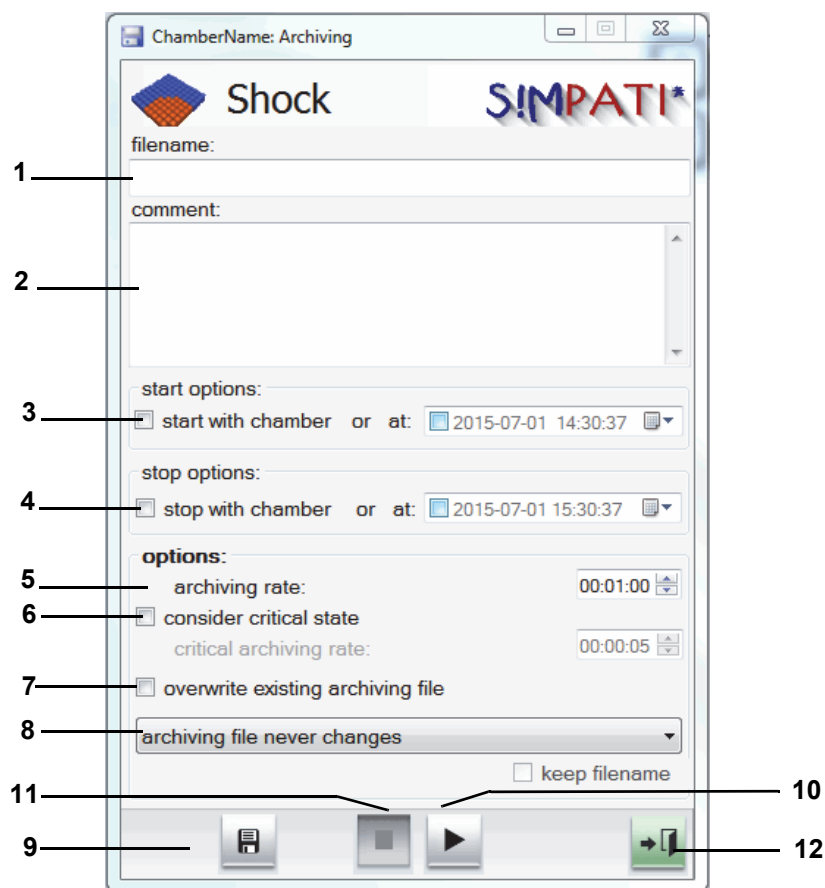 ChamberName: Archiving
Shock S!MPATI*
filename:
1
comment:
2
start options:
3 start with chamber or at: 2015-07-01 14:30:37
stop options:
4 stop with chamber or at: 2015-07-01 15:30:37
options:
5 archiving rate: 00:01:00
6 consider critical state
critical archiving rate: 00:00:05
7 overwrite existing archiving file
8 archiving file never changes
keep filename
11 10
9 12